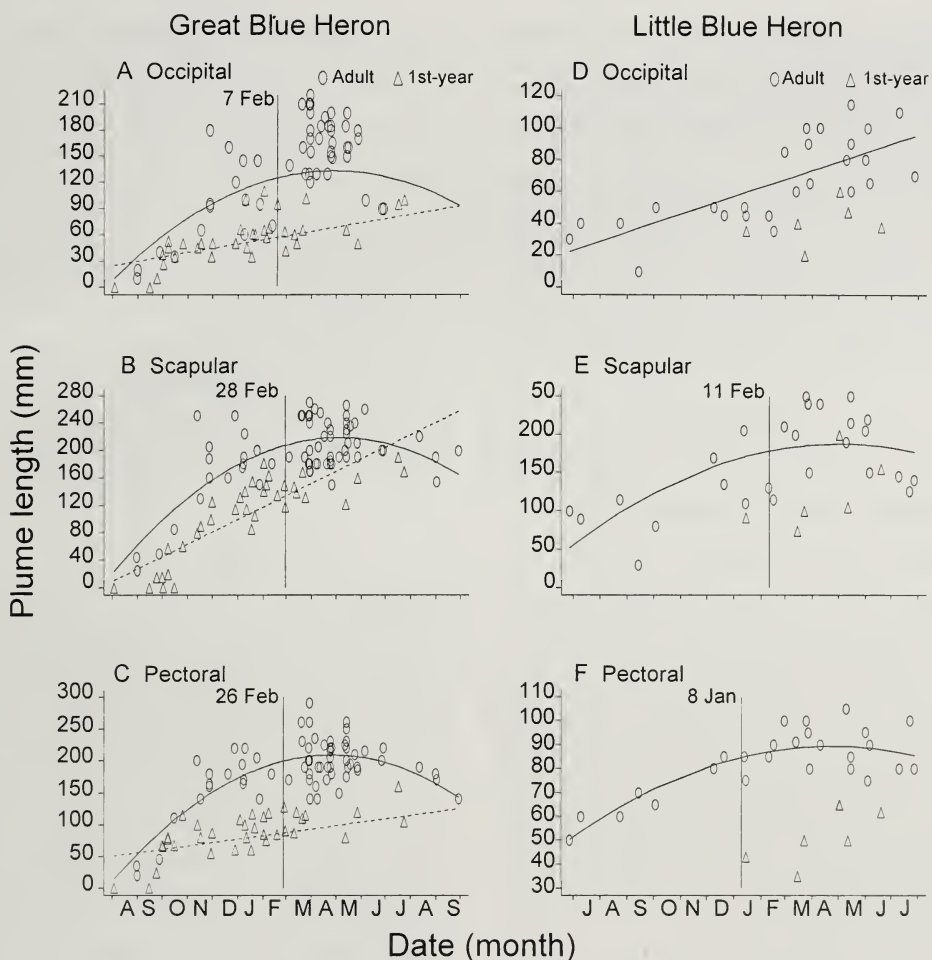 Great Blue Heron
Little Blue Heron
Plume length (mm)
A Occipital
Adult
1st-year
7 Feb
210
180
150
120
90
60
30
0
B Scapular
28 Feb
280
240
200
160
120
80
40
0
C Pectoral
26 Feb
300
250
200
150
100
50
0
A S O N D J F M A M J J A S
D Occipital
Adult
1st-year
120
100
80
60
40
20
0
E Scapular
11 Feb
50
200
150
100
50
0
F Pectoral
8 Jan
110
100
90
80
70
60
50
40
30
J A S O N D J F M A M J J
Date (month)